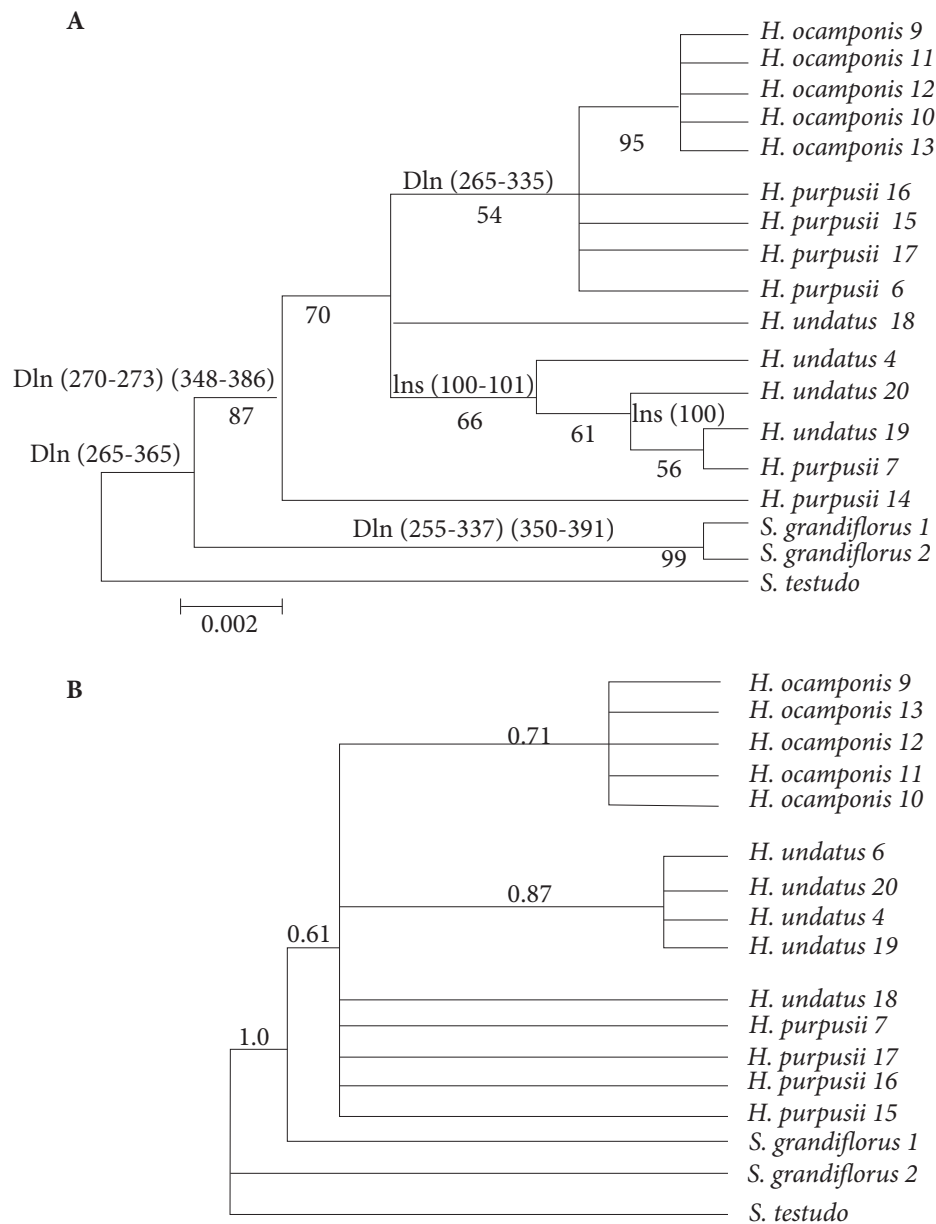 A
H. ocamponis 9
H. ocamponis 11
H. ocamponis 12
H. ocamponis 10
95
H. ocamponis 13
Dln (265-335)
54
H. purpusii 16
H. purpusii 15
H. purpusii 17
H. purpusii 6
70
H. undatus 18
Dln (270-273) (348-386)
87
lns (100-101)
66
H. undatus 4
H. undatus 20
61
lns (100)
H. undatus 19
56
H. purpusii 7
Dln (265-365)
H. purpusii 14
Dln (255-337) (350-391)
99
S. grandiflorus 1
S. grandiflorus 2
S. testudo
0.002
B
H. ocamponis 9
H. ocamponis 13
0.71
H. ocamponis 12
H. ocamponis 11
H. ocamponis 10
H. undatus 6
0.87
H. undatus 20
H. undatus 4
H. undatus 19
0.61
H. undatus 18
H. purpusii 7
1.0
H. purpusii 17
H. purpusii 16
H. purpusii 15
S. grandiflorus 1
S. grandiflorus 2
S. testudo